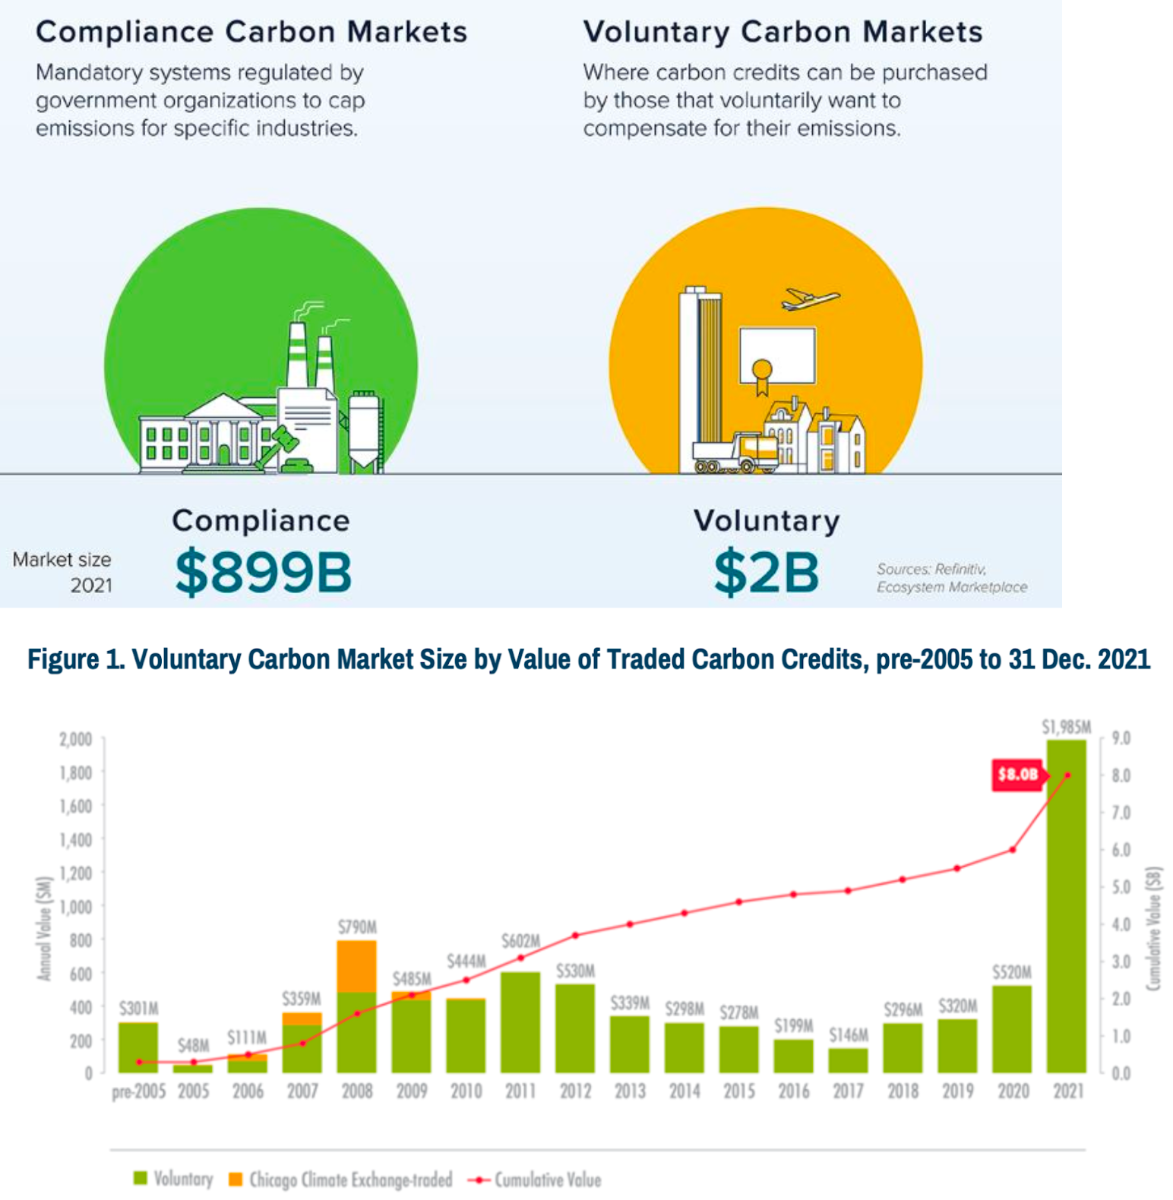 Compliance Carbon Markets
Mandatory systems regulated by
government organizations to cap
emissions for specific industries.
Voluntary Carbon Markets
Where carbon credits can be purchased
by those that voluntarily want to
compensate for their emissions.
Compliance
Market size
2021
$899B
Voluntary
$2B
Sources: Refinitiv,
Ecosystem Marketplace
Figure 1. Voluntary Carbon Market Size by Value of Traded Carbon Credits, pre-2005 to 31 Dec. 2021
Annual Value ($M)
2,000
1,800
1,600
1,400
1,200
1,000
800
600
400
200
0
$301M
$48M
$111M
$359M
$790M
$485M
$444M
$602M
$530M
$339M
$298M
$278M
$199M
$146M
$296M
$320M
$520M
$1,985M
$8.0B
9.0
8.0
7.0
6.0
5.0
4.0
3.0
2.0
1.0
0.0
Cumulative Value ($B)
pre-2005 2005 2006 2007 2008 2009 2010 2011 2012 2013 2014 2015 2016 2017 2018 2019 2020 2021
Voluntary Chicago Climate Exchange-traded Cumulative Value